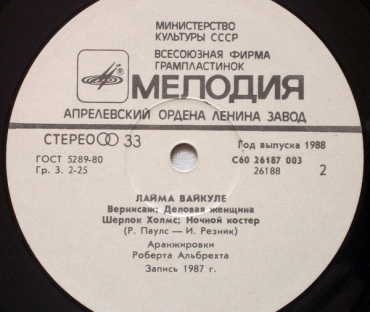 МИНИСТЕРСТВО
КУЛЬТУРЫ СССР
ВСЕСОЮЗНАЯ ФИРМА
ГРАМПЛАСТИНОК
МЕЛОДИЯ
АПРЕЛЕВСКИЙ ОРДЕНА ЛЕНИНА ЗАВОД
СТЕРЕО 33
Год выпуска 1988
ГОСТ 5289-80
С60 26187 003
Гр. 3. 2-25
26188 2
ЛАЙМА ВАЙКУЛЕ
Вернисаж; Деловая женщина
Шерлок Холмс; Ночной костер
(Р. Паулс — И. Резник)
Аранжировки
Роберта Альбрехта
Запись 1987 г.